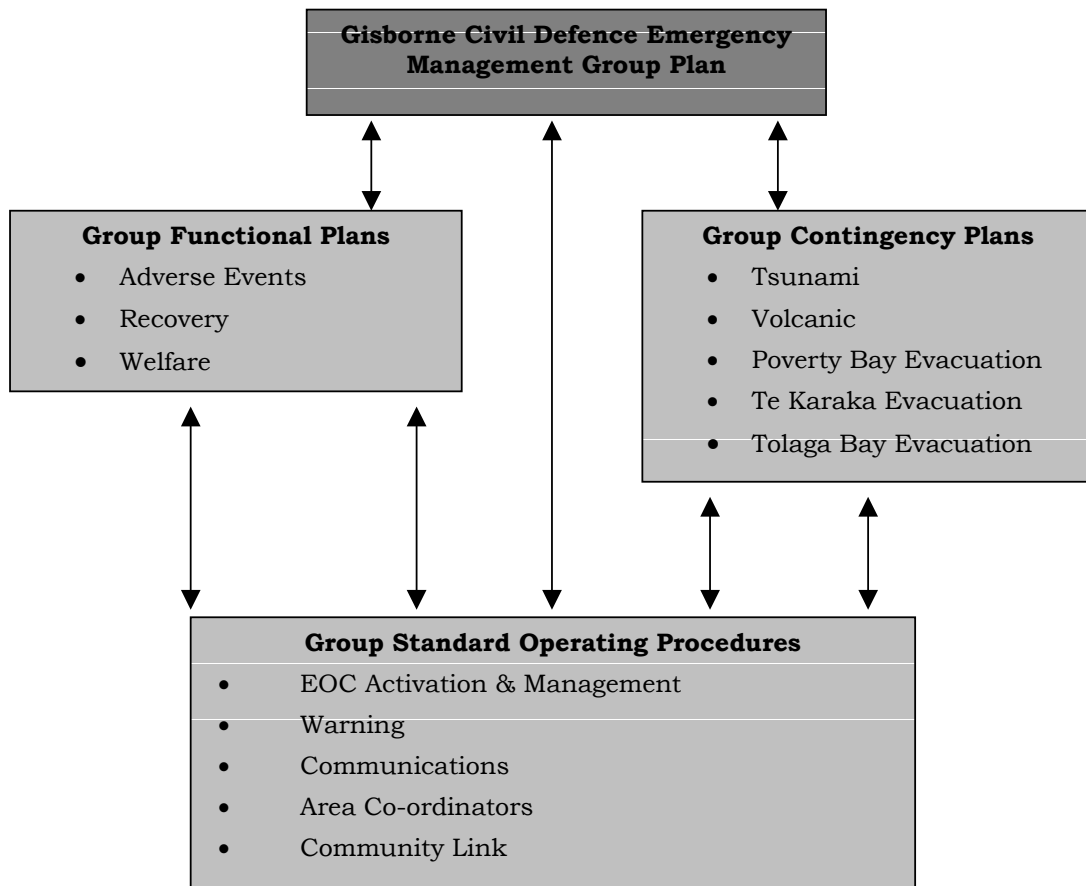 Gisborne Civil Defence Emergency
Management Group Plan
Group Functional Plans
• Adverse Events
• Recovery
• Welfare
Group Contingency Plans
• Tsunami
• Volcanic
• Poverty Bay Evacuation
• Te Karaka Evacuation
• Tolaga Bay Evacuation
Group Standard Operating Procedures
• EOC Activation & Management
• Warning
• Communications
• Area Co-ordinators
• Community Link